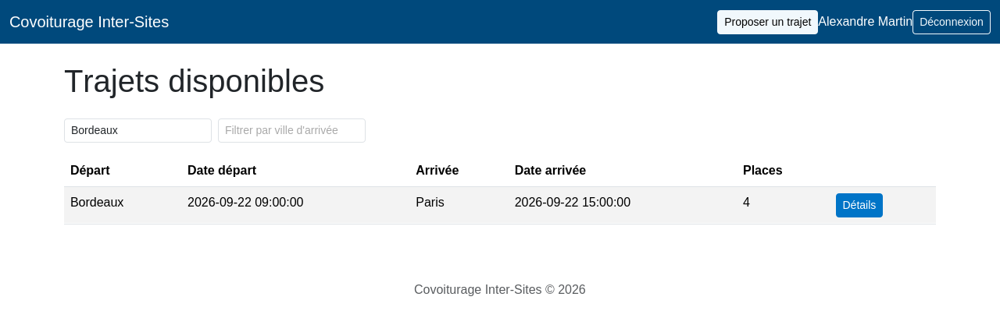 Covoiturage Inter-Sites Proposer un trajet Alexandre Martin Déconnexion
Trajets disponibles
Bordeaux Filtrer par ville d'arrivée
Départ Date départ Arrivée Date arrivée Places
Bordeaux 2026-09-22 09:00:00 Paris 2026-09-22 15:00:00 4 Détails
Covoiturage Inter-Sites © 2026